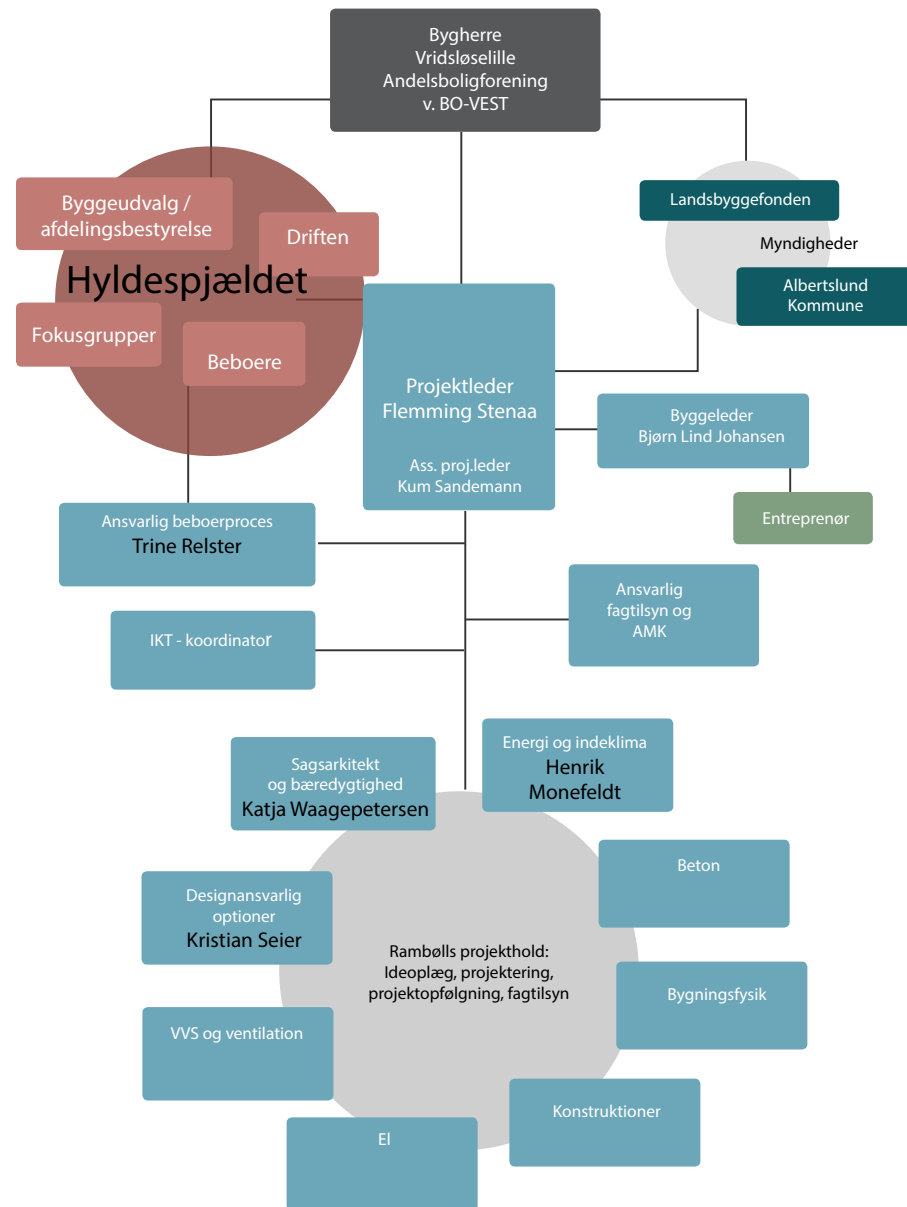 Bygherre
Vridsløselille
Andelsboligforening
v. BO-VEST
Byggeudvalg /
afdelingsbestyrelse
Driften
Hyldespjældet
Fokusgrupper
Beboere
Landsbyggefonden
Myndigheder
Albertslund
Kommune
Projektleder
Flemming Stenaa
Ass. proj.leder
Kum Sandemann
Byggeleder
Bjørn Lind Johansen
Entreprenør
Ansvarlig beboerproces
Trine Relster
Ansvarlig
fagtilsyn og
AMK
IKT - koordinator
Sagsarkitekt
og bæredygtighed
Katja Waagepetersen
Energi og indeklima
Henrik
Monefeldt
Designansvarlig
optioner
Kristian Seier
Beton
Rambølls projekthold:
Ideoplæg, projektering,
projektopfølgning, fagtilsyn
VVS og ventilation
Bygningsfysik
El
Konstruktioner